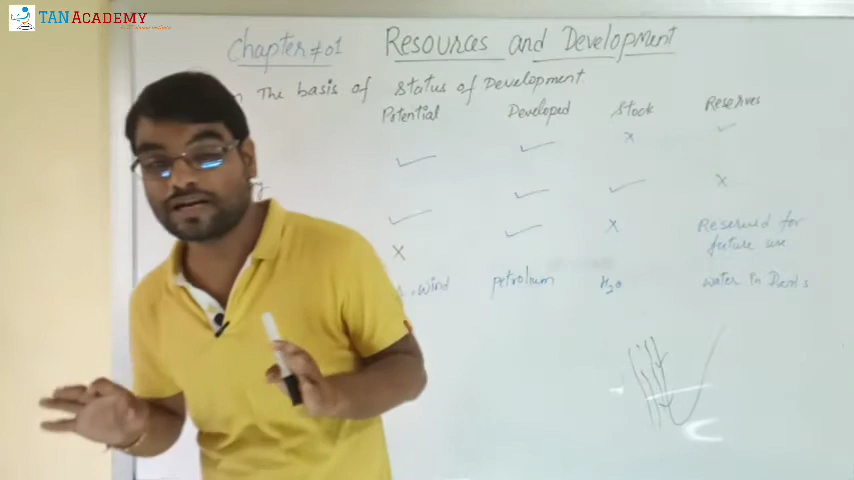 TAN ACADEMY
Chapter # 01 Resources and Development
The basis of Status of Development
Potential Developed Stock Reserves
✓ ✓ x ✓
✓ ✓ ✓ x
x ✓ x Reserved for
future use
wind petrolium H₂O water in Dams